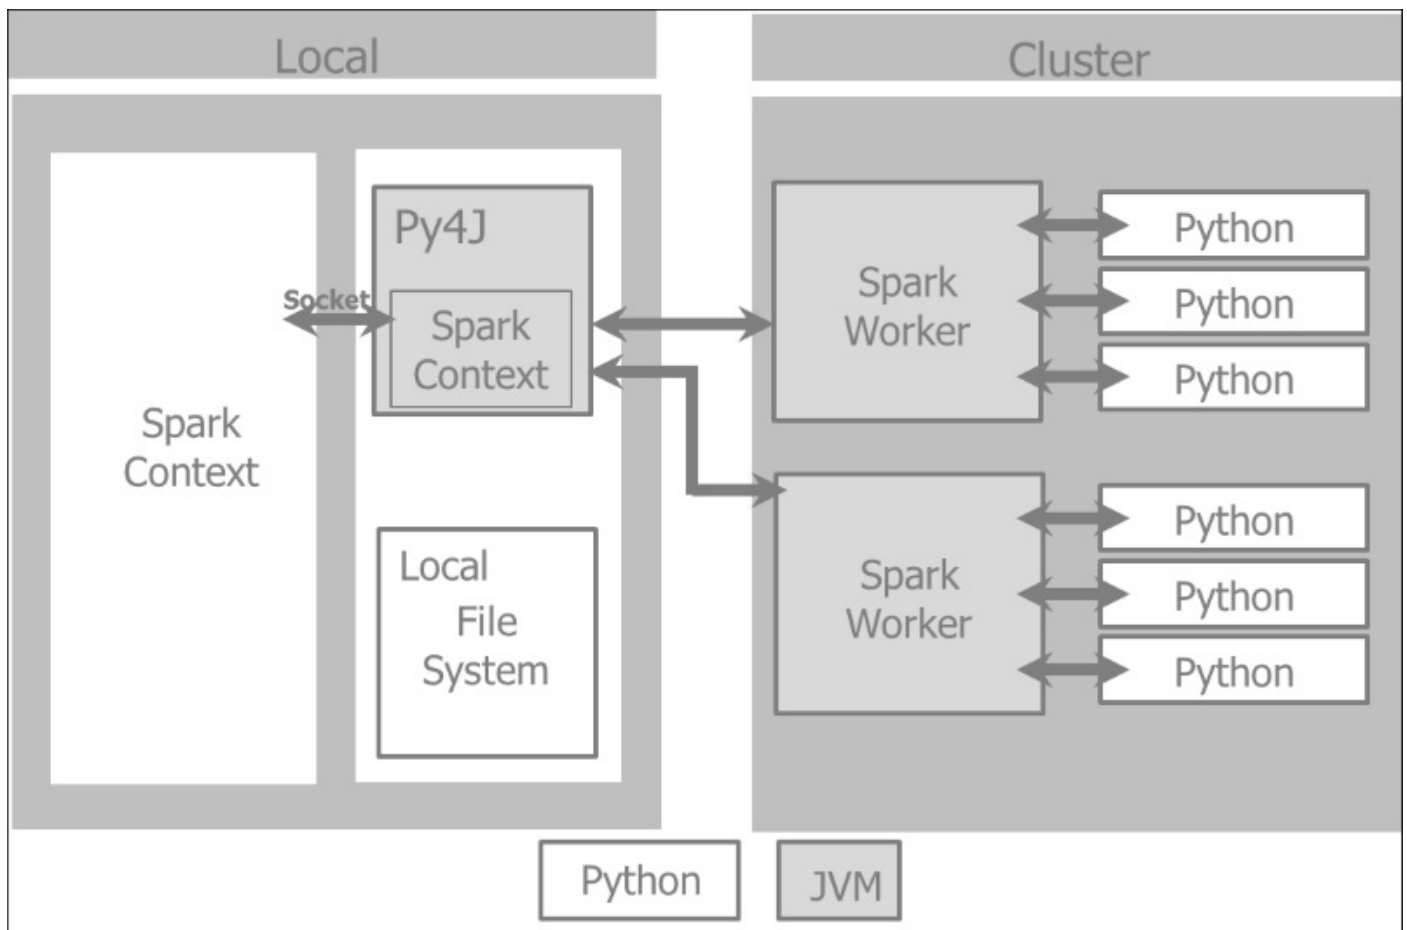 Local
Cluster
Py4J
Socket
Spark
Context
Spark
Context
Local
File
System
Spark
Worker
Python
Python
Python
Spark
Worker
Python
Python
Python
Python
JVM